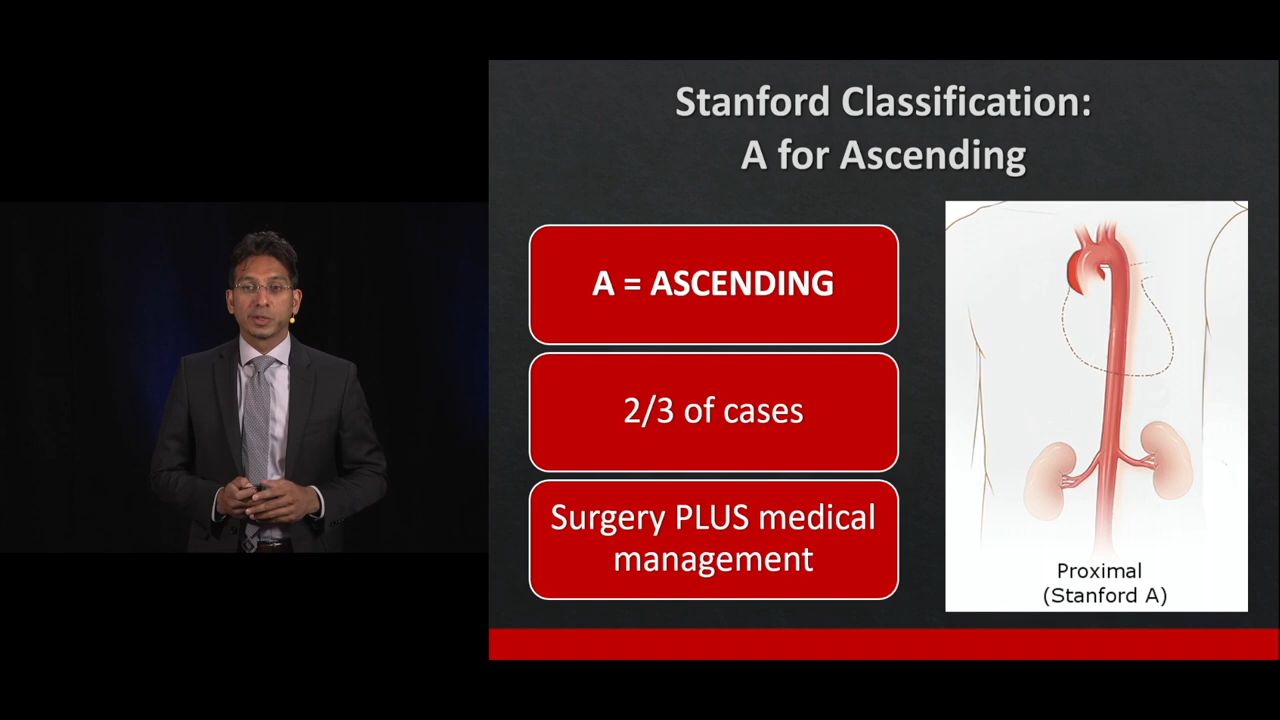 Stanford Classification:
A for Ascending
A = ASCENDING
2/3 of cases
Surgery PLUS medical
management
Proximal
(Stanford A)